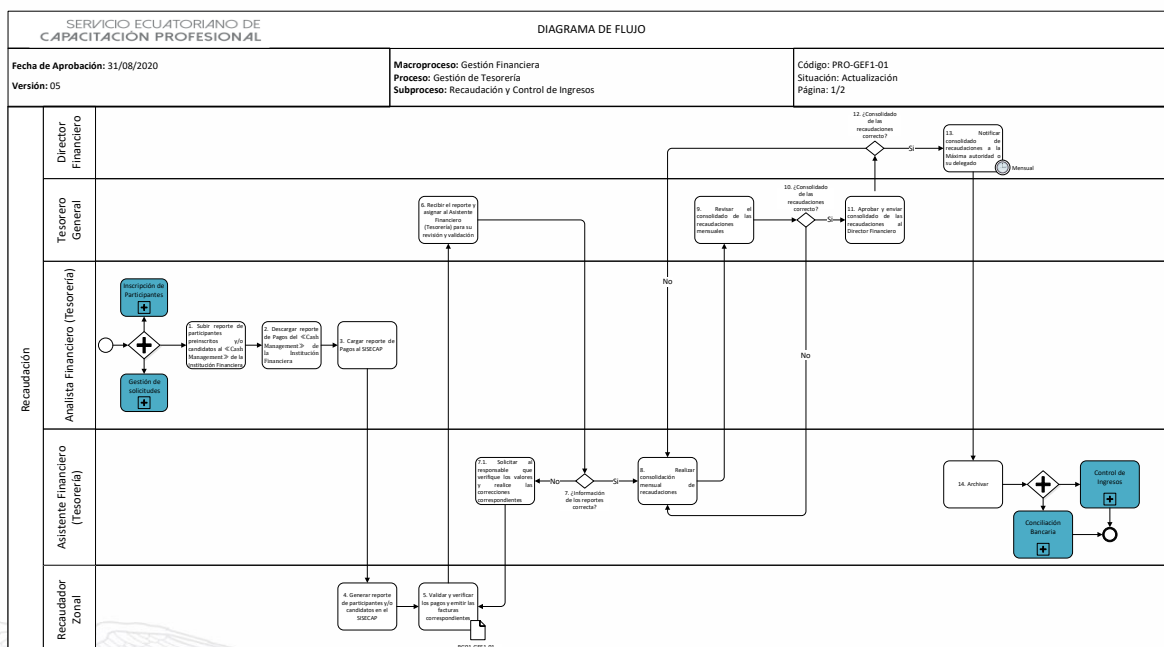 SERVICIO ECUATORIANO DE
CAPACITACIÓN PROFESIONAL
DIAGRAMA DE FLUJO
Fecha de Aprobación: 31/08/2020
Versión: 05
Macroproceso: Gestión Financiera
Proceso: Gestión de Tesorería
Subproceso: Recaudación y Control de Ingresos
Código: PRO-GEF1-01
Situación: Actualización
Página: 1/2
Recaudación
Director
Financiero
12. ¿Consolidado
de las
recaudaciones
correcto?
Si
13. Notificar
consolidado de
recaudaciones a la
Máxima autoridad o
su delegado
Mensual
Tesorero
General
6. Recibir el reporte y
asignar al Asistente
Financiero
(Tesorería) para su
revisión y validación
9. Revisar el
consolidado de las
recaudaciones
mensuales
10. ¿Consolidado
de las
recaudaciones
correcto?
Si
11. Aprobar y enviar
consolidado de las
recaudaciones al
Director Financiero
Analista Financiero (Tesorería)
Inscripción de
Participantes
Gestión de
solicitudes
1. Subir reporte de
participantes
preinscritos y/o
candidatos al «Cash
Management» de la
Institución Financiera
2. Descargar reporte
de Pagos del «Cash
Management» de
la Institución
Financiera
3. Cargar reporte de
Pagos al SISECAP
No
No
Asistente Financiero
(Tesorería)
7.1. Solicitar al
responsable que
verifique los valores
y realice las
correcciones
correspondientes
No
7. ¿Información
de los reportes
correcta?
Si
8. Realizar
consolidación
mensual de
recaudaciones
14. Archivar
Control de
Ingresos
Conciliación
Bancaria
Recaudador
Zonal
4. Generar reporte
de participantes y/o
candidatos en el
SISECAP
5. Validar y verificar
los pagos y emitir las
facturas
correspondientes